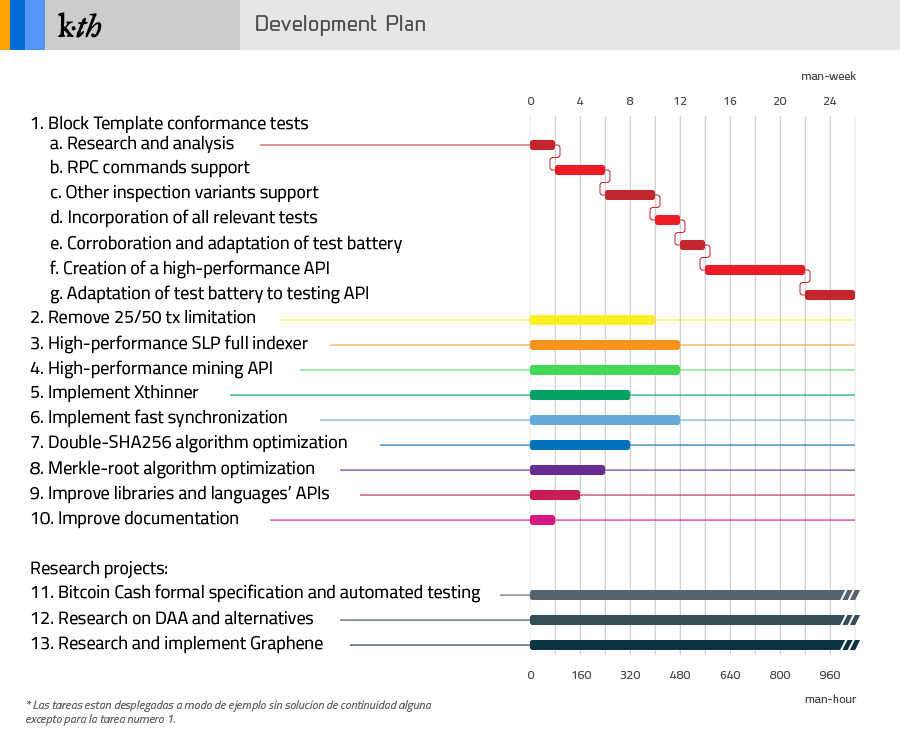 k·th
Development Plan
man-week
0 4 8 12 16 20 24
1. Block Template conformance tests
a. Research and analysis
b. RPC commands support
c. Other inspection variants support
d. Incorporation of all relevant tests
e. Corroboration and adaptation of test battery
f. Creation of a high-performance API
g. Adaptation of test battery to testing API
2. Remove 25/50 tx limitation
3. High-performance SLP full indexer
4. High-performance mining API
5. Implement Xthinner
6. Implement fast synchronization
7. Double-SHA256 algorithm optimization
8. Merkle-root algorithm optimization
9. Improve libraries and languages’ APIs
10. Improve documentation
Research projects:
11. Bitcoin Cash formal specification and automated testing
12. Research on DAA and alternatives
13. Research and implement Graphene
0 160 320 480 640 800 960
man-hour
* Las tareas estan desplegadas a modo de ejemplo sin solucion de continuidad alguna
excepto para la tarea numero 1.